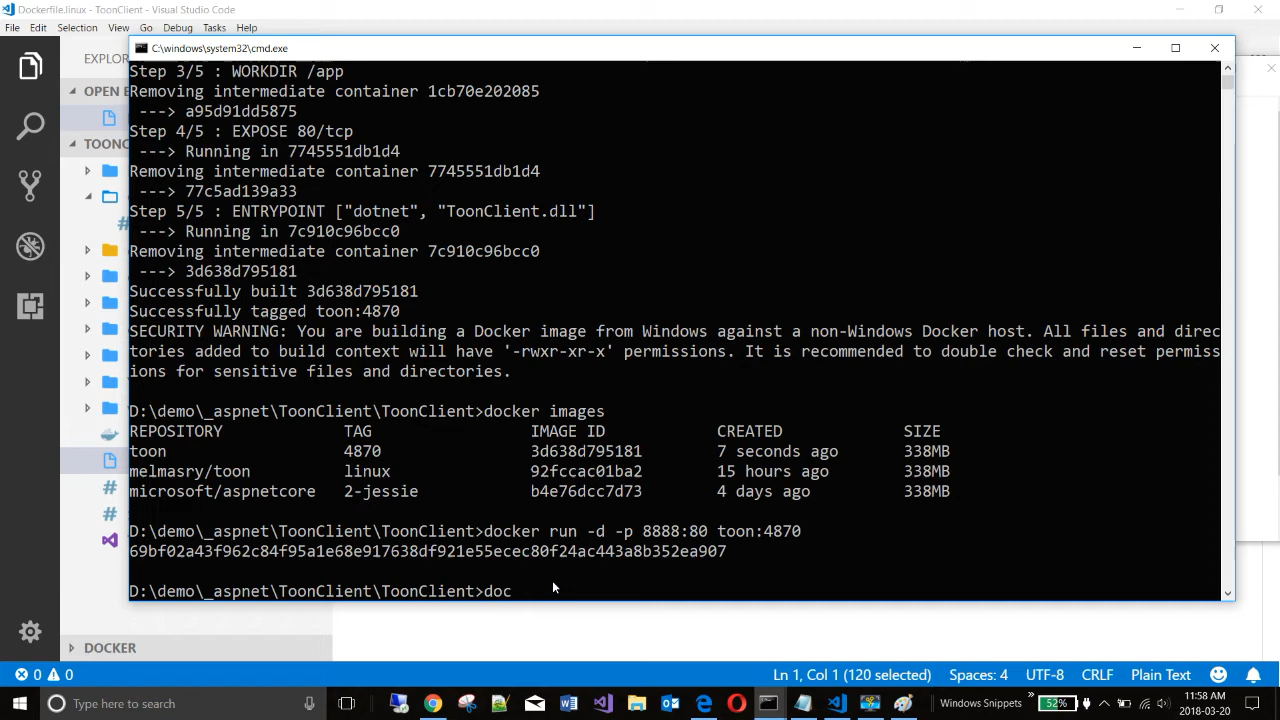 Dockerfile.linux - ToonClient - Visual Studio Code
File Edit Selection View Go Debug Tasks Help
C:\windows\system32\cmd.exe
EXPLOR
OPEN E
TOONC
Step 3/5 : WORKDIR /app
Removing intermediate container 1cb70e202085
---> a95d91dd5875
Step 4/5 : EXPOSE 80/tcp
---> Running in 7745551db1d4
Removing intermediate container 7745551db1d4
---> 77c5ad139a33
Step 5/5 : ENTRYPOINT ["dotnet", "ToonClient.dll"]
---> Running in 7c910c96bcc0
Removing intermediate container 7c910c96bcc0
---> 3d638d795181
Successfully built 3d638d795181
Successfully tagged toon:4870
SECURITY WARNING: You are building a Docker image from Windows against a non-Windows Docker host. All files and direc
tories added to build context will have '-rwxr-xr-x' permissions. It is recommended to double check and reset permiss
ions for sensitive files and directories.
D:\demo\_aspnet\ToonClient\ToonClient>docker images
REPOSITORY TAG IMAGE ID CREATED SIZE
toon 4870 3d638d795181 7 seconds ago 338MB
melmasry/toon linux 92fccac01ba2 15 hours ago 338MB
microsoft/aspnetcore 2-jessie b4e76dcc7d73 4 days ago 338MB
D:\demo\_aspnet\ToonClient\ToonClient>docker run -d -p 8888:80 toon:4870
69bf02a43f962c84f95a1e68e917638df921e55ecec80f24ac443a8b352ea907
D:\demo\_aspnet\ToonClient\ToonClient>doc
DOCKER
0 0 Ln 1, Col 1 (120 selected) Spaces: 4 UTF-8 CRLF Plain Text
Type here to search Windows Snippets 52% 11:58 AM
2018-03-20